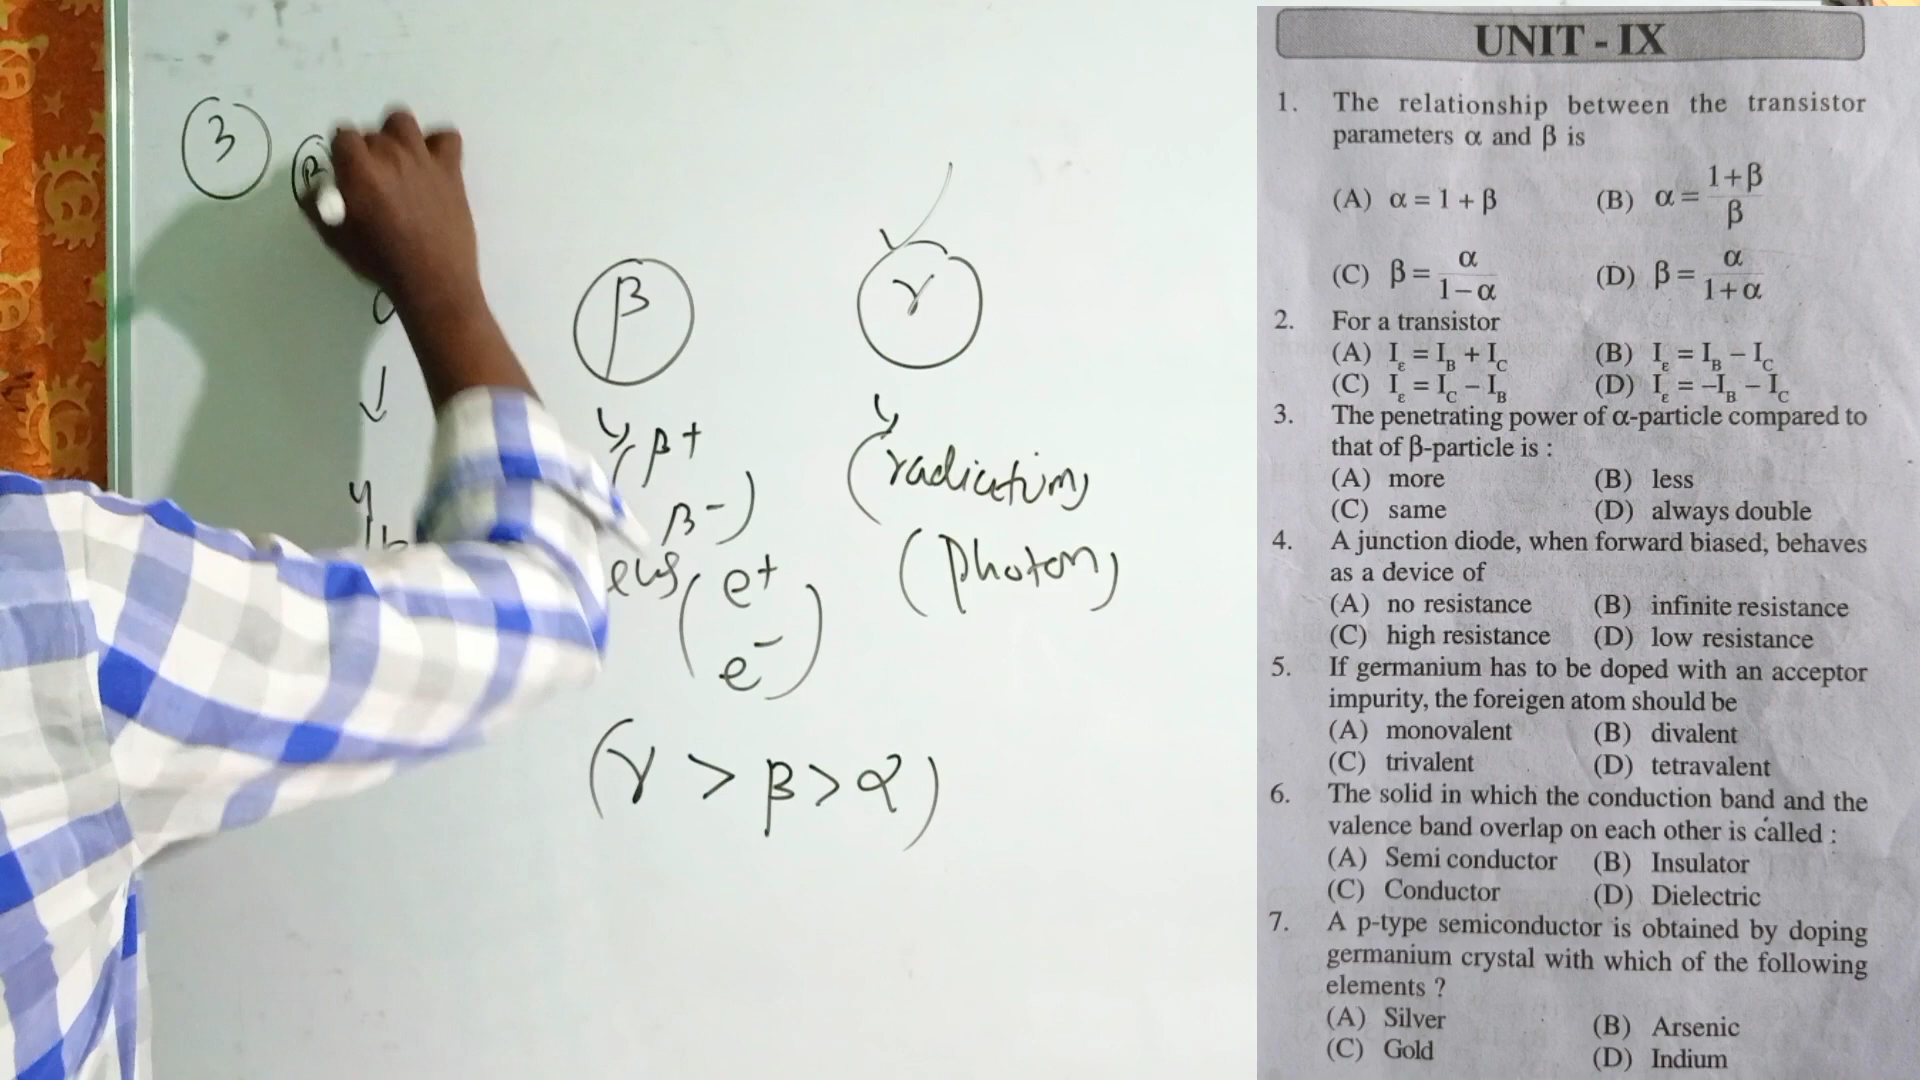 3
B
β
γ
β+
β-)
(radiation)
(Photon)
(e+
e-)
(γ > β > α)
UNIT - IX
1. The relationship between the transistor
parameters α and β is
(A) α = 1 + β (B) α = 1+β/β
(C) β = α/1−α (D) β = α/1+α
2. For a transistor
(A) Iε = IB + IC (B) Iε = IB − IC
(C) Iε = IC − IB (D) Iε = −IB − IC
3. The penetrating power of α-particle compared to
that of β-particle is :
(A) more (B) less
(C) same (D) always double
4. A junction diode, when forward biased, behaves
as a device of
(A) no resistance (B) infinite resistance
(C) high resistance (D) low resistance
5. If germanium has to be doped with an acceptor
impurity, the foreigen atom should be
(A) monovalent (B) divalent
(C) trivalent (D) tetravalent
6. The solid in which the conduction band and the
valence band overlap on each other is called :
(A) Semi conductor (B) Insulator
(C) Conductor (D) Dielectric
7. A p-type semiconductor is obtained by doping
germanium crystal with which of the following
elements ?
(A) Silver (B) Arsenic
(C) Gold (D) Indium